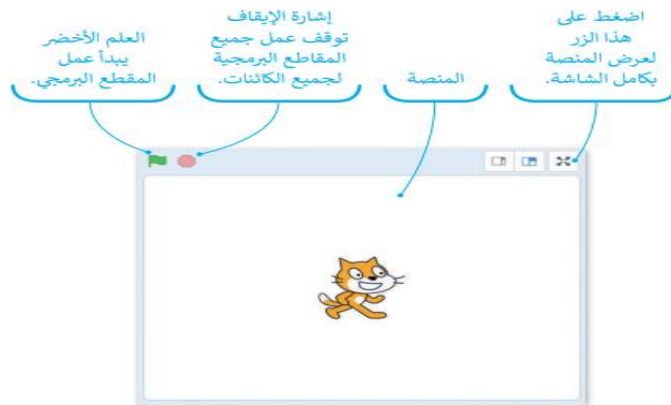 اضغط على
هذا الزر
لعرض المنصة
بكامل الشاشة.
المنصة
إشارة الإيقاف
توقف عمل جميع
المقاطع البرمجية
لجميع الكائنات.
العلم الأخضر
يبدأ عمل
المقطع البرمجي.